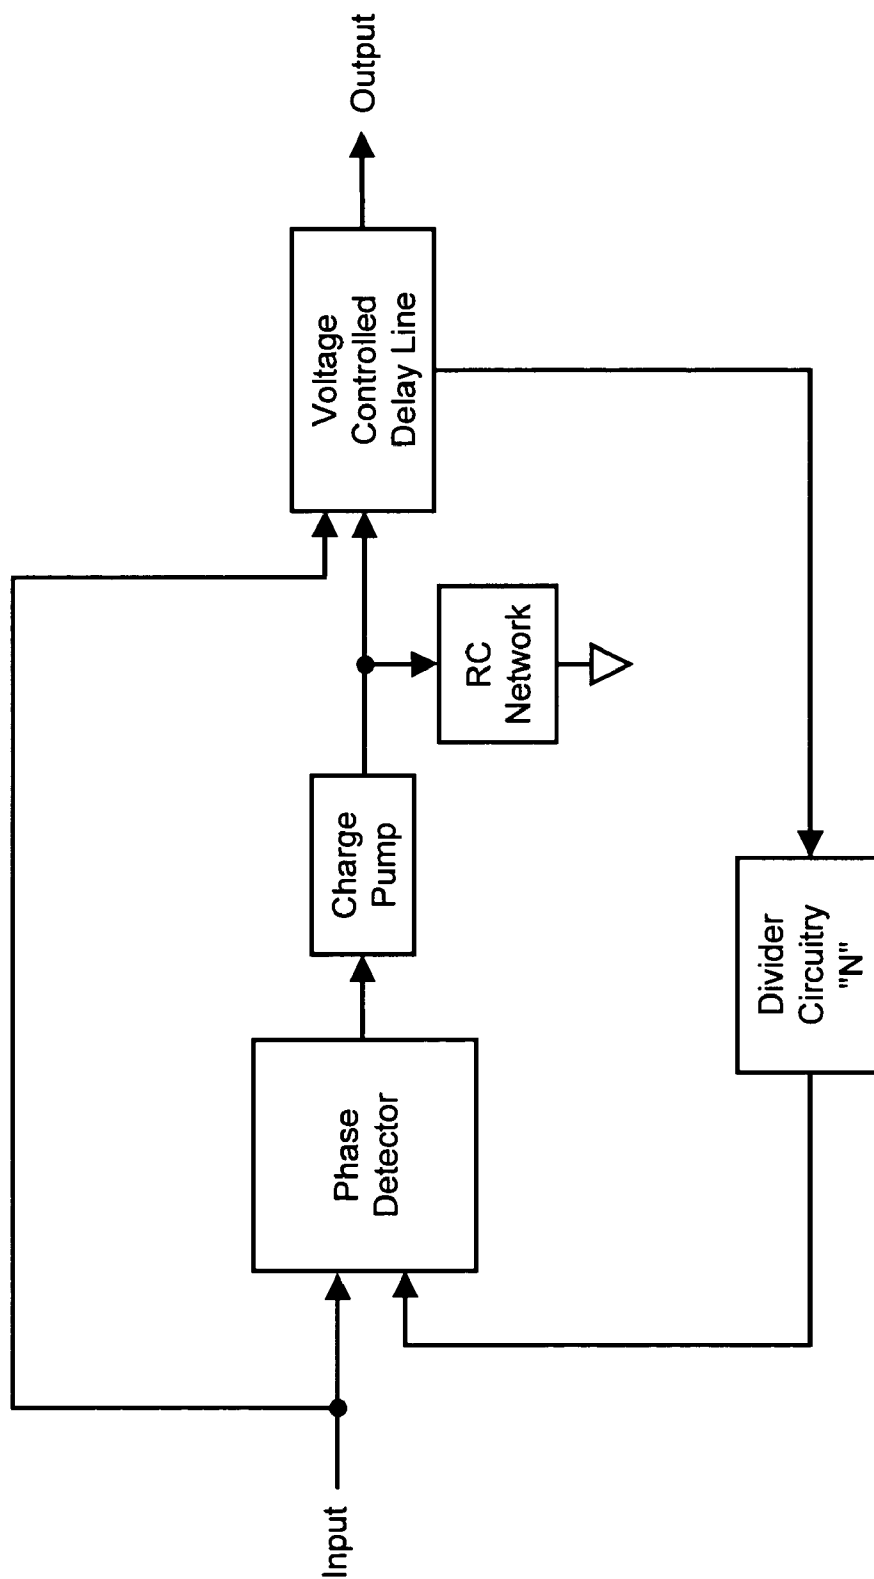 Input
Phase
Detector
Charge
Pump
RC
Network
Voltage
Controlled
Delay Line
Output
Divider
Circuitry
"N"